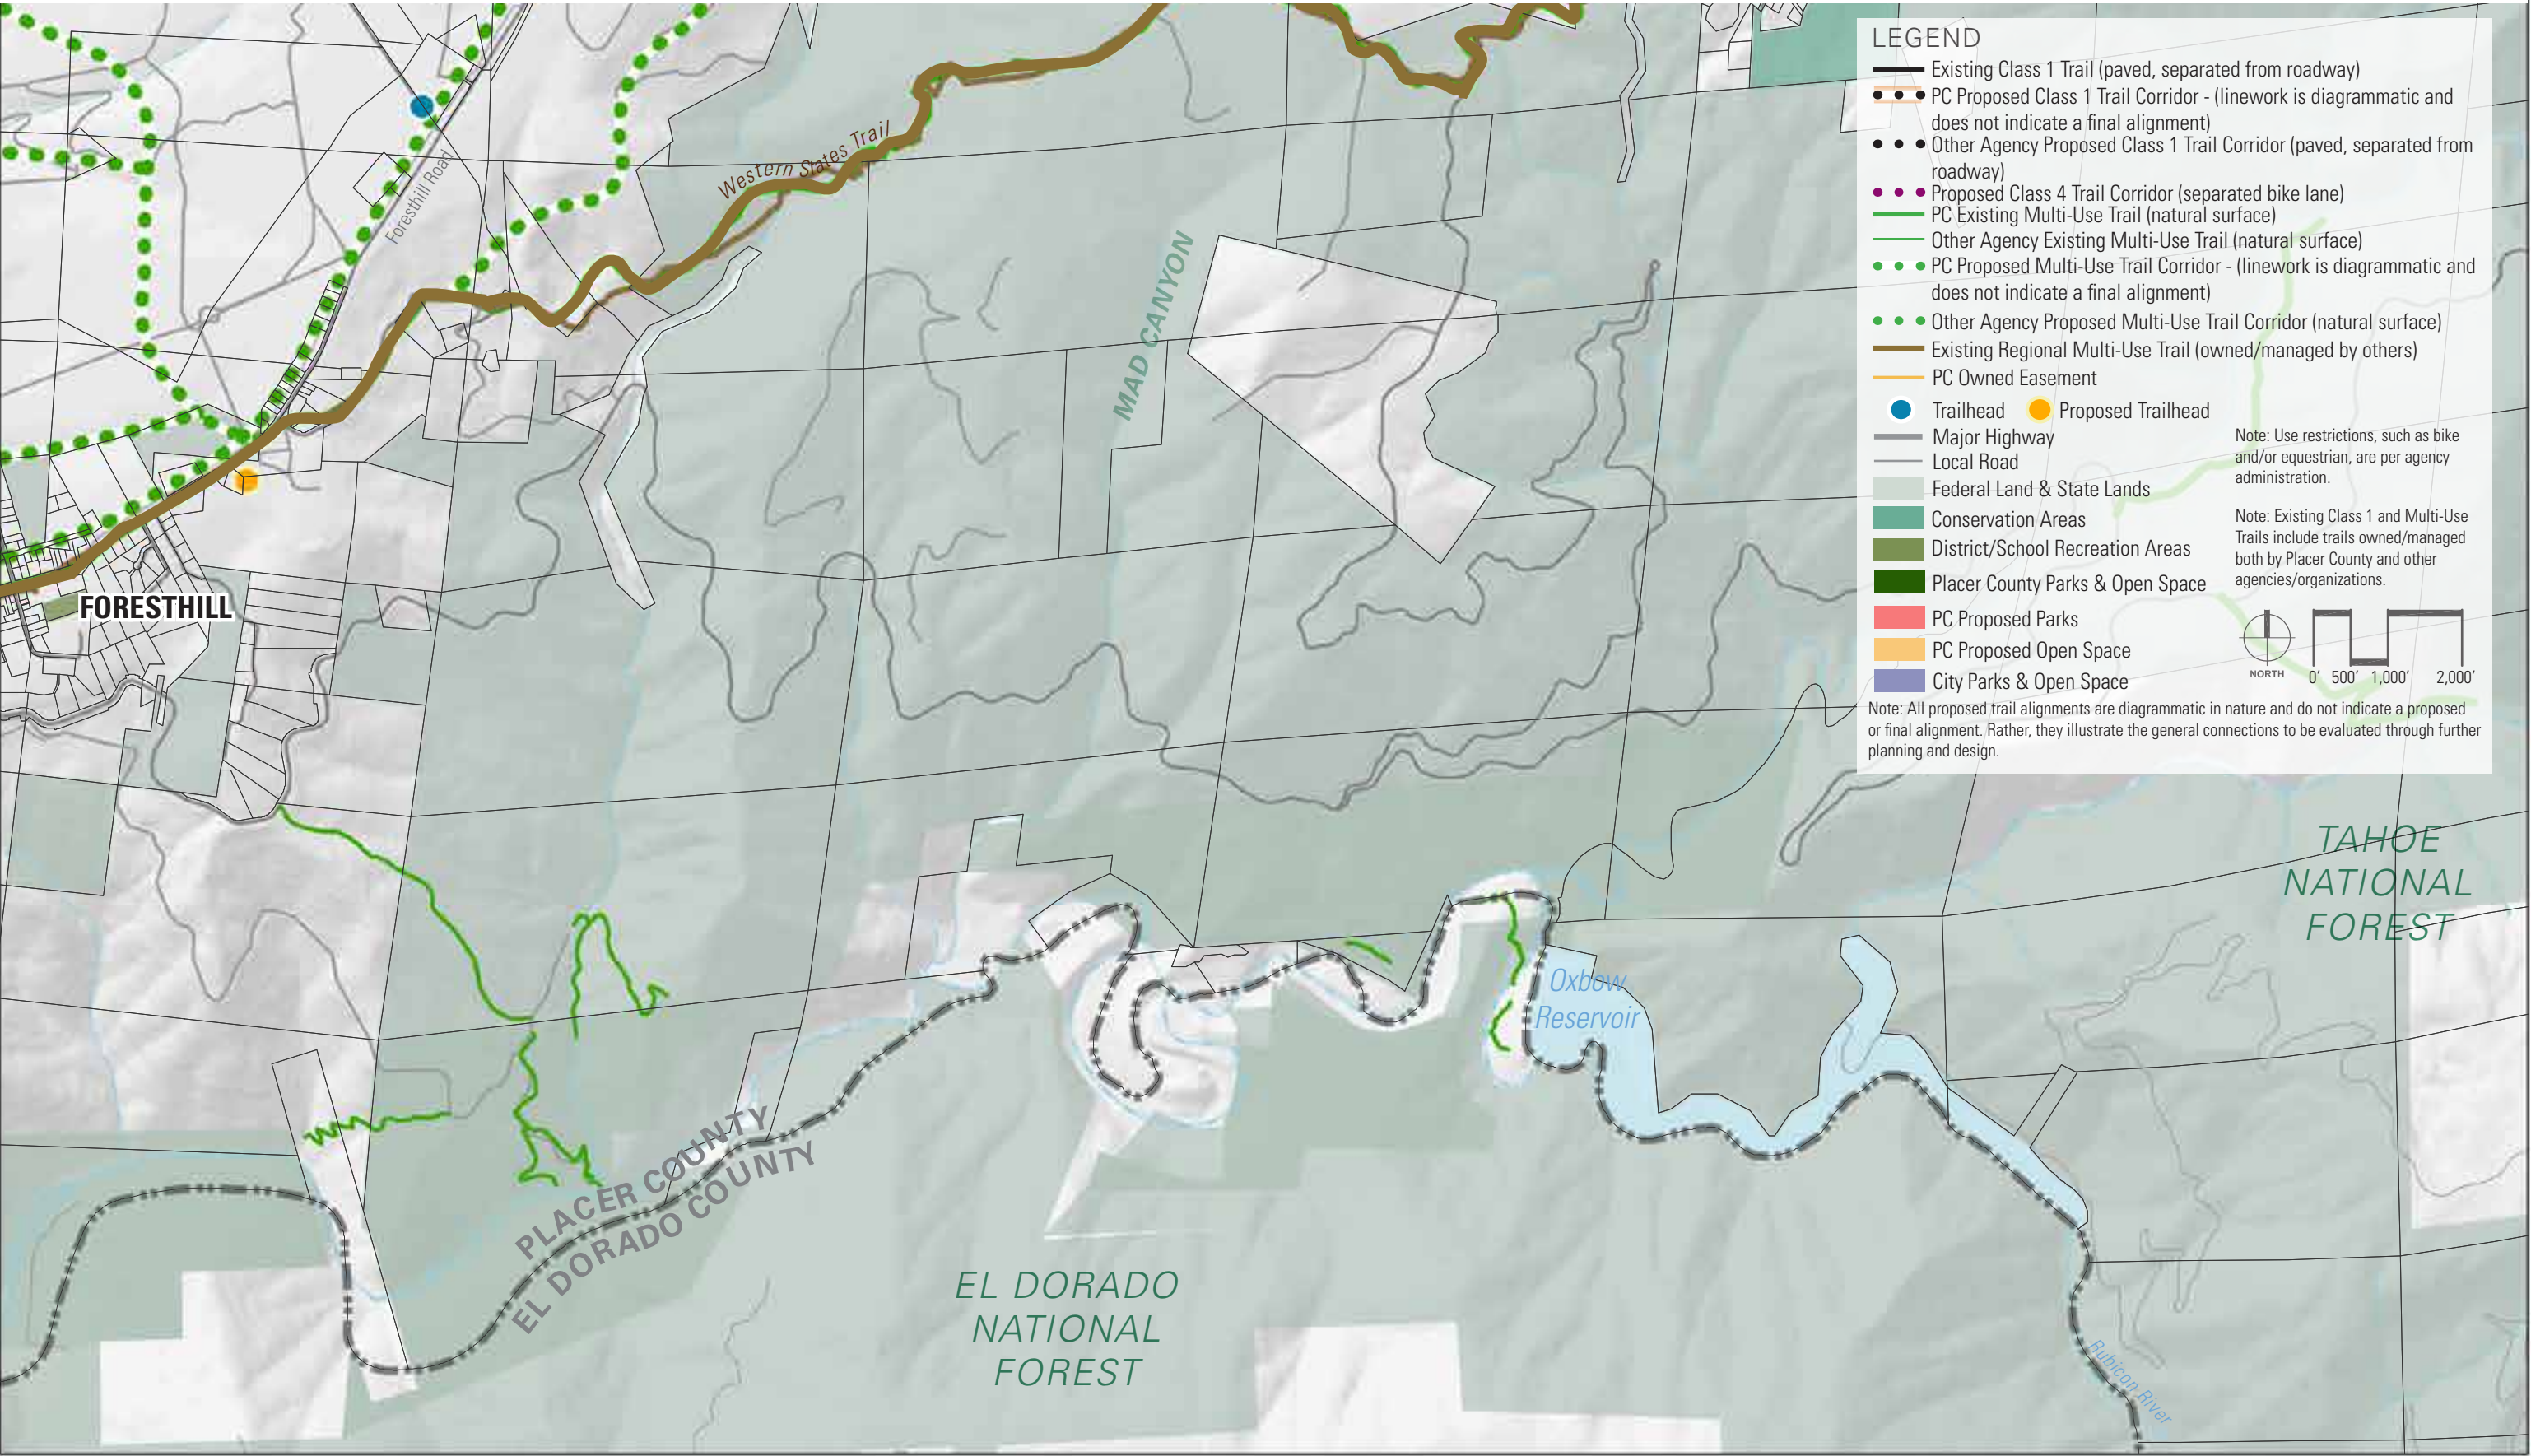 Foresthill Road
Western States Trail
MAD CANYON
FORESTHILL
PLACER COUNTY
EL DORADO COUNTY
Oxbow
Reservoir
EL DORADO
NATIONAL
FOREST
TAHOE
NATIONAL
FOREST
Rubicon River
LEGEND
Existing Class 1 Trail (paved, separated from roadway)
PC Proposed Class 1 Trail Corridor - (linework is diagrammatic and
does not indicate a final alignment)
Other Agency Proposed Class 1 Trail Corridor (paved, separated from
roadway)
Proposed Class 4 Trail Corridor (separated bike lane)
PC Existing Multi-Use Trail (natural surface)
Other Agency Existing Multi-Use Trail (natural surface)
PC Proposed Multi-Use Trail Corridor - (linework is diagrammatic and
does not indicate a final alignment)
Other Agency Proposed Multi-Use Trail Corridor (natural surface)
Existing Regional Multi-Use Trail (owned/managed by others)
PC Owned Easement
Trailhead Proposed Trailhead
Major Highway
Local Road
Federal Land & State Lands
Conservation Areas
District/School Recreation Areas
Placer County Parks & Open Space
PC Proposed Parks
PC Proposed Open Space
City Parks & Open Space
Note: Use restrictions, such as bike
and/or equestrian, are per agency
administration.
Note: Existing Class 1 and Multi-Use
Trails include trails owned/managed
both by Placer County and other
agencies/organizations.
NORTH
0' 500' 1,000' 2,000'
Note: All proposed trail alignments are diagrammatic in nature and do not indicate a proposed
or final alignment. Rather, they illustrate the general connections to be evaluated through further
planning and design.